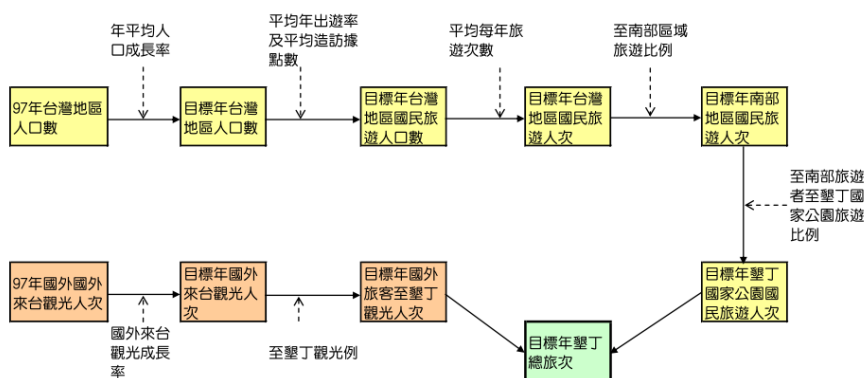 年平均人
口成長率
平均年出遊率
及平均造訪據
點數
平均每年旅
遊次數
至南部區域
旅遊比例
97年台灣地區
人口數
目標年台灣
地區人口數
目標年台灣
地區國民旅
遊人口數
目標年台灣
地區國民旅
遊人次
目標年南部
地區國民旅
遊人次
至南部旅遊
者至墾丁國
家公園旅遊
比例
97年國外國外
來台觀光人次
目標年國外
來台觀光人
次
目標年國外
旅客至墾丁
觀光人次
目標年墾丁
國家公園國
民旅遊人次
國外來台
觀光成長
率
至墾丁觀光例
目標年墾丁
總旅次